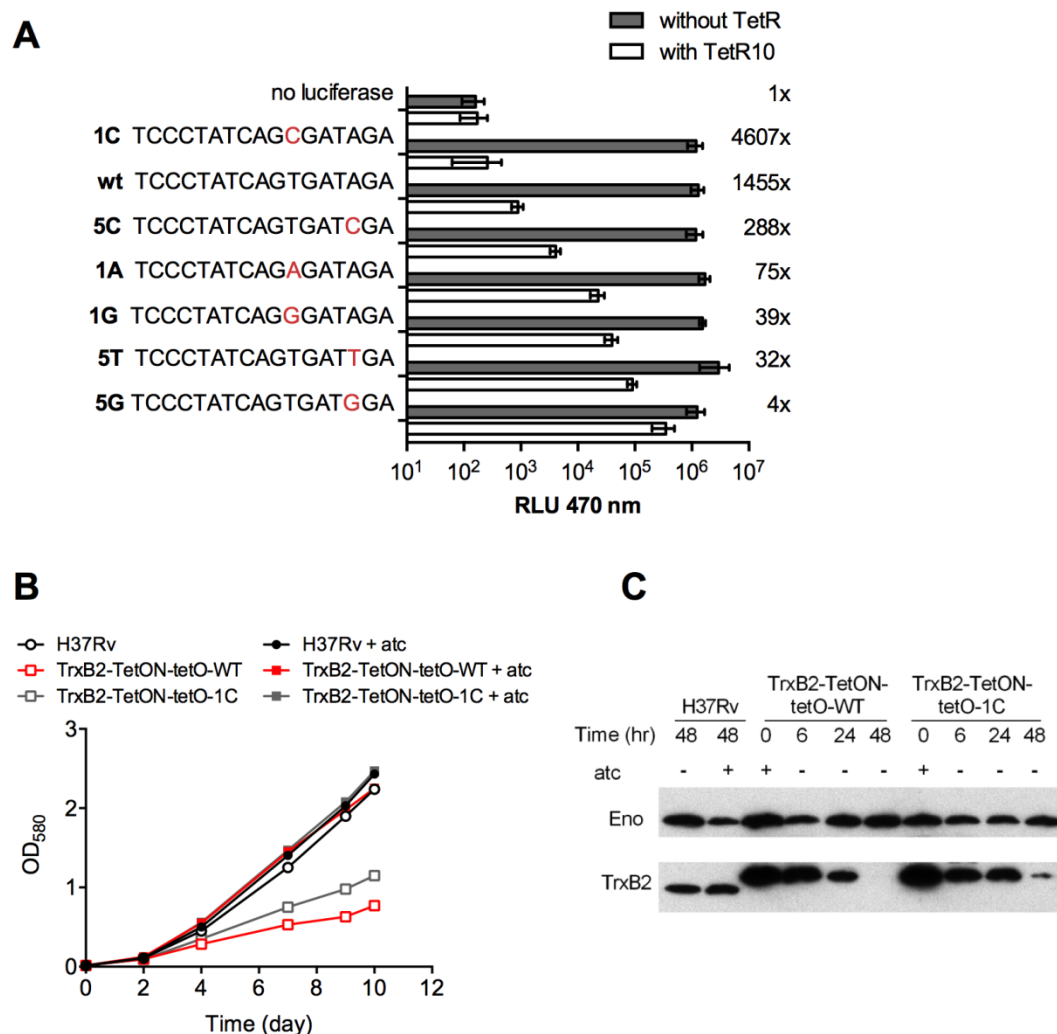 A
without TetR
with TetR10
no luciferase 1x
1C TCCCTATCAGCGATAGA 4607x
wt TCCCTATCAGTGATAGA 1455x
5C TCCCTATCAGTGATCGA 288x
1A TCCCTATCAGAGATAGA 75x
1G TCCCTATCAGGGATAGA 39x
5T TCCCTATCAGTGATTGA 32x
5G TCCCTATCAGTGATGGA 4x
10¹ 10² 10³ 10⁴ 10⁵ 10⁶ 10⁷
RLU 470 nm
B
H37Rv H37Rv + atc
TrxB2-TetON-tetO-WT TrxB2-TetON-tetO-WT + atc
TrxB2-TetON-tetO-1C TrxB2-TetON-tetO-1C + atc
3
2
1
0
OD₅₈₀
0 2 4 6 8 10 12
Time (day)
C
H37Rv TrxB2-TetON- TrxB2-TetON-
tetO-WT tetO-1C
Time (hr) 48 48 0 6 24 48 0 6 24 48
atc - + + - - - + - - -
Eno
TrxB2